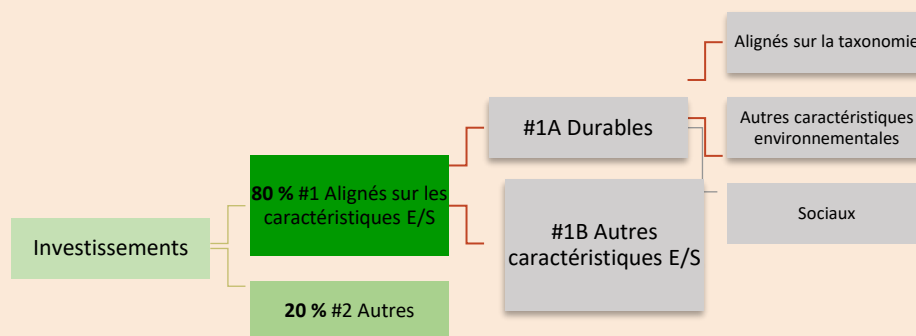 Investissements
80 % #1 Alignés sur les
caractéristiques E/S
20 % #2 Autres
#1A Durables
#1B Autres
caractéristiques E/S
Alignés sur la taxonomie
Autres caractéristiques
environnementales
Sociaux